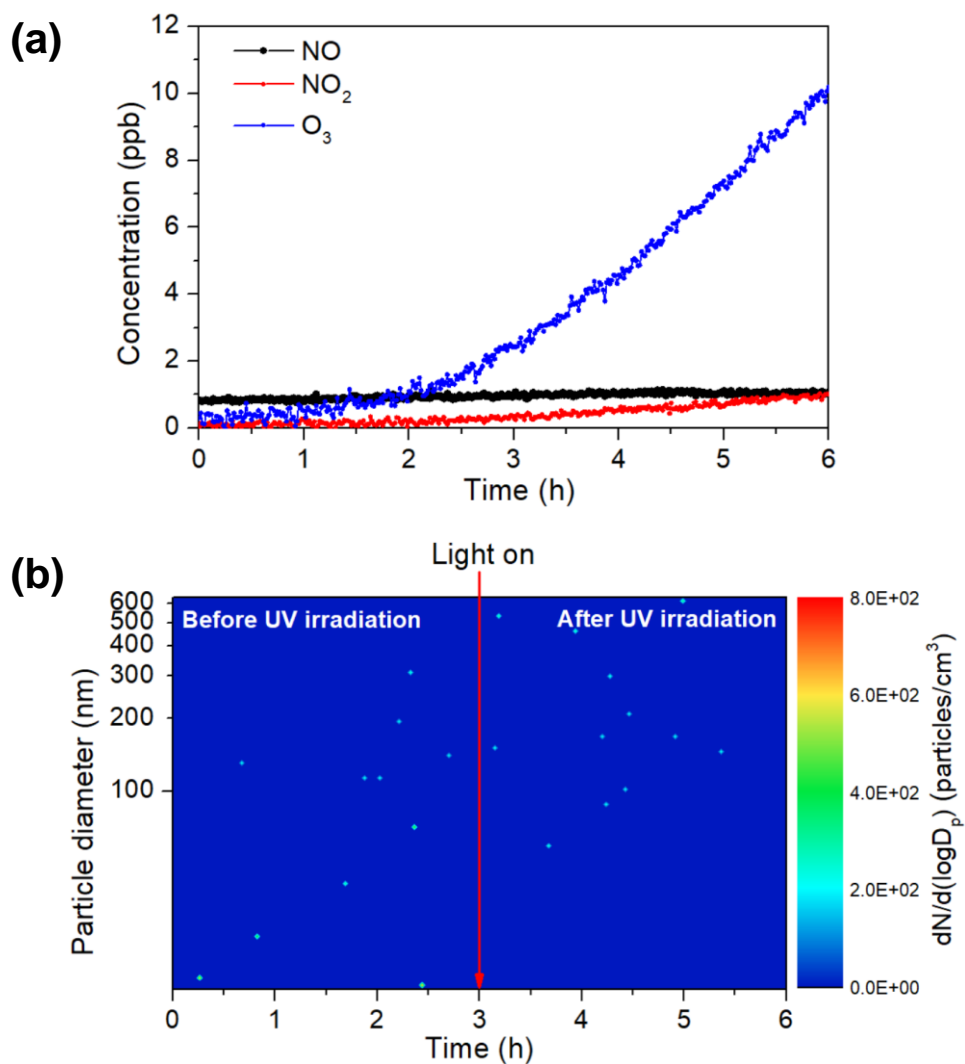 (a)
12
10
8
6
4
2
0
Concentration (ppb)
NO
NO₂
O₃
0 1 2 3 4 5 6
Time (h)
(b)
Light on
Before UV irradiation After UV irradiation
600
500
400
300
200
100
Particle diameter (nm)
0 1 2 3 4 5 6
Time (h)
8.0E+02
6.0E+02
4.0E+02
2.0E+02
0.0E+00
dN/d(logDₚ) (particles/cm³)